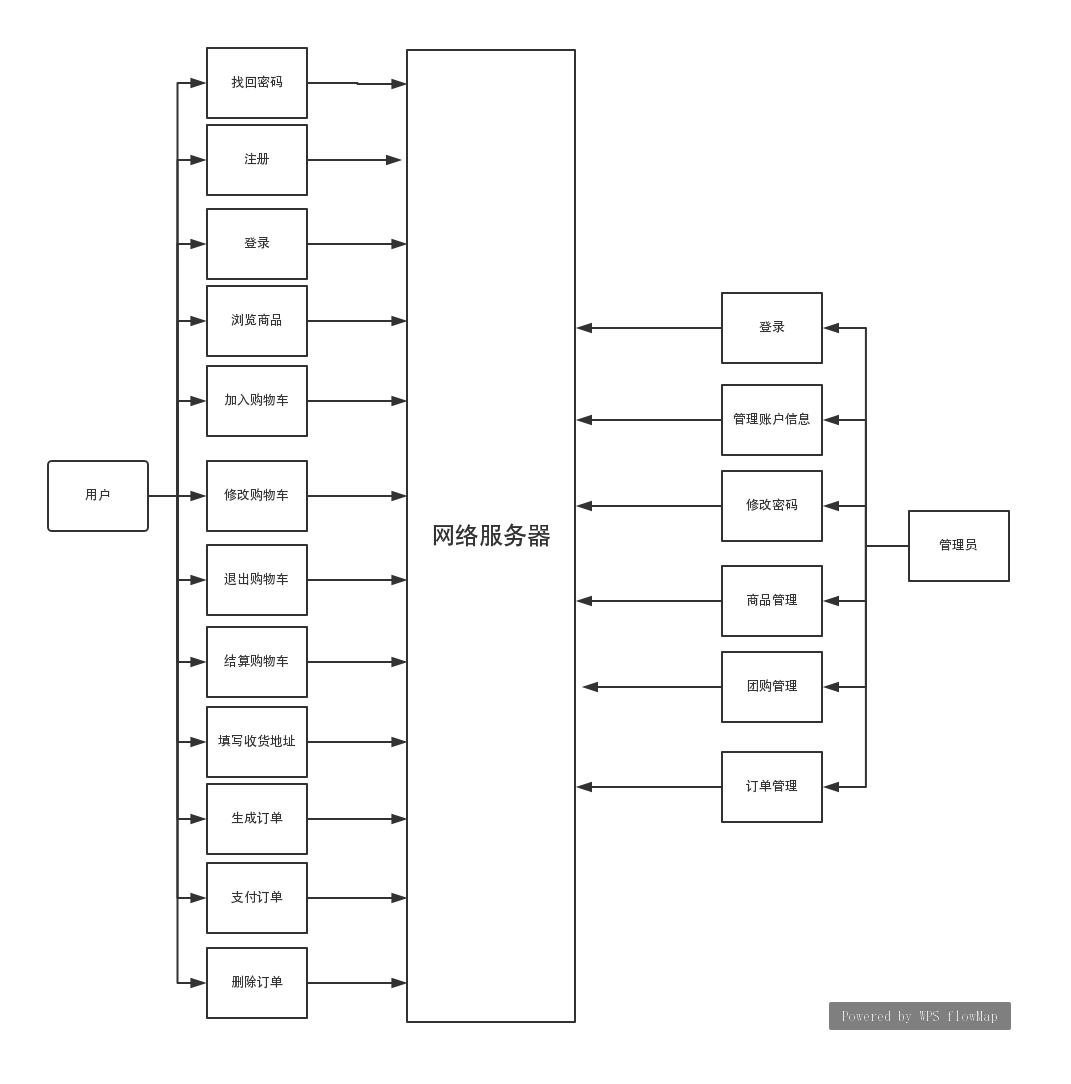 找回密码
注册
登录
浏览商品
加入购物车
用户
修改购物车
退出购物车
结算购物车
填写收货地址
生成订单
支付订单
删除订单
网络服务器
登录
管理账户信息
修改密码
管理员
商品管理
团购管理
订单管理
Powered by WPS flowMap